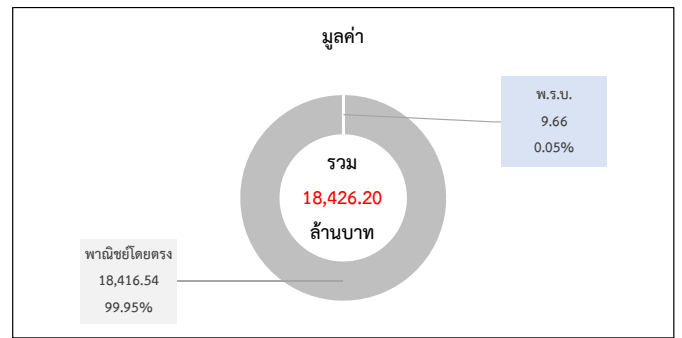 มูลค่า
พ.ร.บ.
9.66
0.05%
รวม
18,426.20
ล้านบาท
พาณิชย์โดยตรง
18,416.54
99.95%